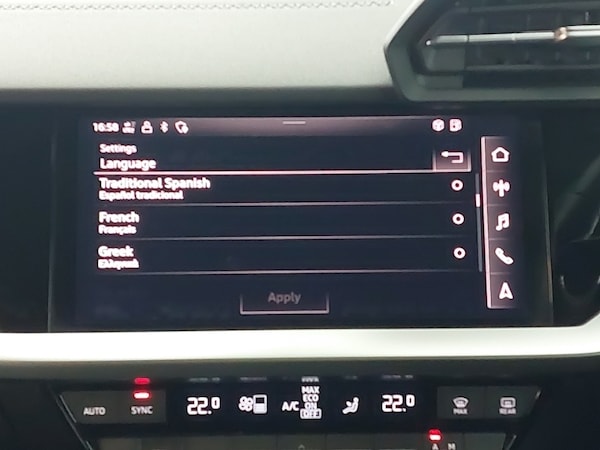 16:50
Settings
Language
Traditional Spanish
Español tradicional
French
Français
Greek
Ελληνικά
Apply
AUTO
SYNC
22.0
A/C
MAX
ECO
ON
OFF
22.0
MAX
REAR
A M